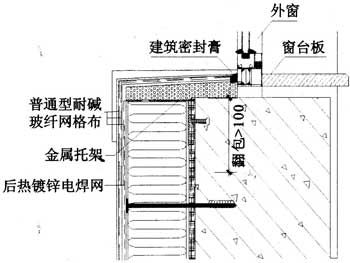 外窗
建筑密封膏
窗台板
普通型耐碱
玻纤网格布
翻包>100
金属托架
后热镀锌电焊网